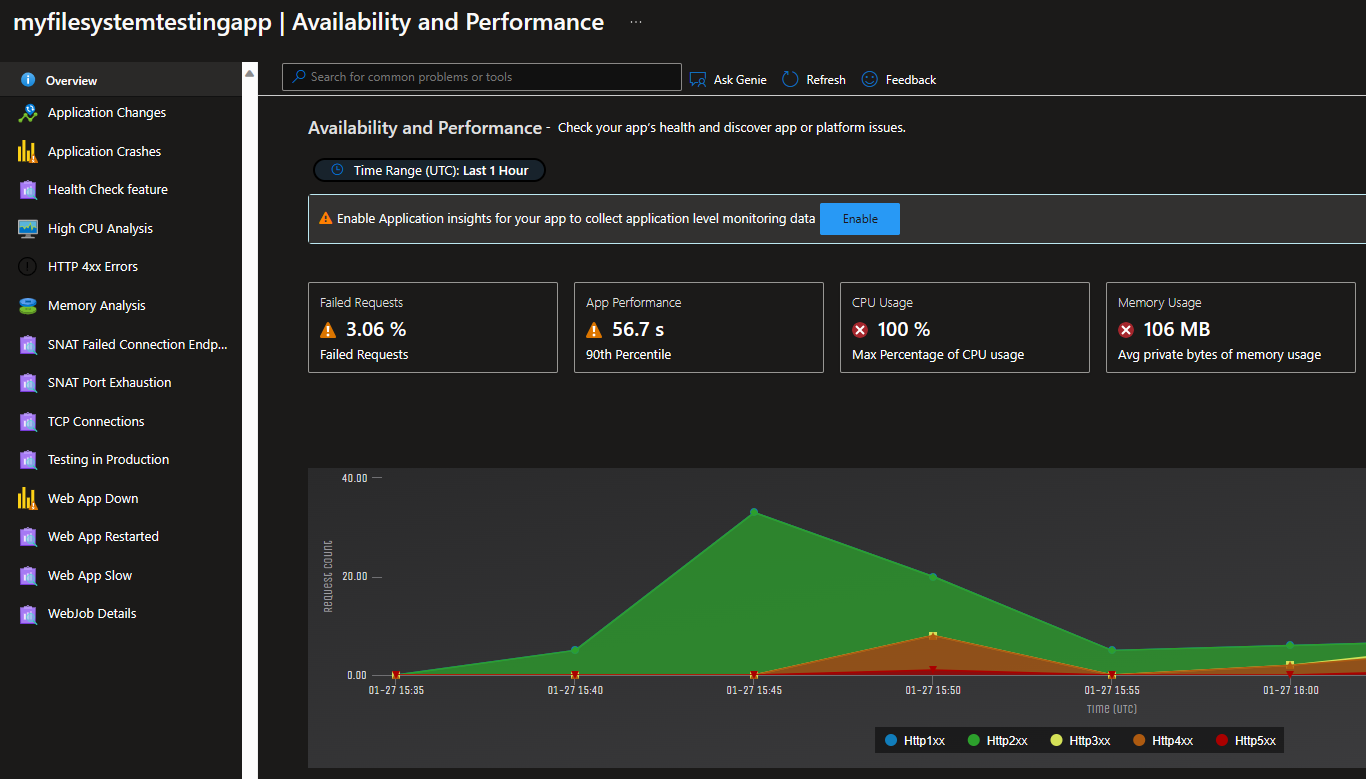 myfilesystemtestingapp | Availability and Performance ...
Overview
Application Changes
Application Crashes
Health Check feature
High CPU Analysis
HTTP 4xx Errors
Memory Analysis
SNAT Failed Connection Endp...
SNAT Port Exhaustion
TCP Connections
Testing in Production
Web App Down
Web App Restarted
Web App Slow
WebJob Details
Search for common problems or tools
Ask Genie
Refresh
Feedback
Availability and Performance - Check your app's health and discover app or platform issues.
Time Range (UTC): Last 1 Hour
Enable Application insights for your app to collect application level monitoring data
Enable
Failed Requests
3.06 %
Failed Requests
App Performance
56.7 s
90th Percentile
CPU Usage
100 %
Max Percentage of CPU usage
Memory Usage
106 MB
Avg private bytes of memory usage
40.00
20.00
0.00
Request Count
01-27 15:35
01-27 15:40
01-27 15:45
01-27 15:50
01-27 15:55
01-27 16:00
Time (UTC)
Http1xx
Http2xx
Http3xx
Http4xx
Http5xx